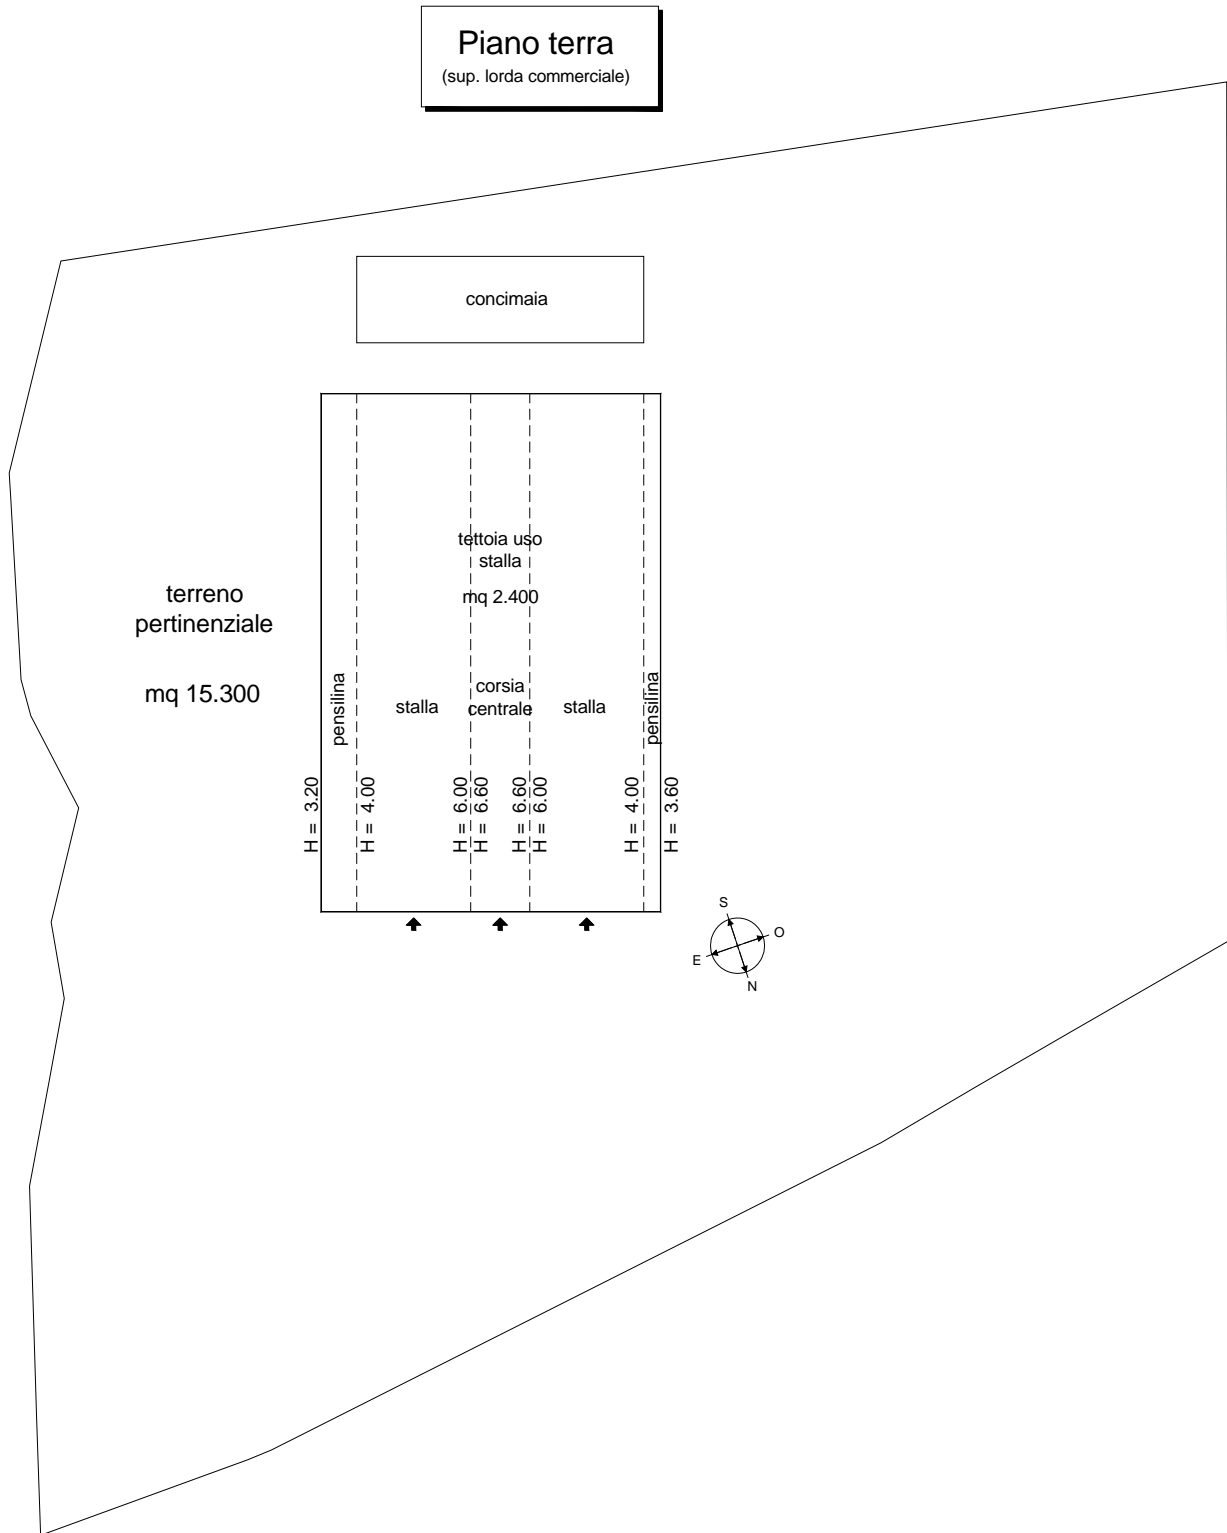 Piano terra
(sup. lorda commerciale)
concimaia
tettoia uso
stalla
mq 2.400
terreno
pertinenziale
mq 15.300
pensilina
stalla
corsia
centrale
stalla
pensilina
H = 3.20
H = 4.00
H = 6.00
H = 6.60
H = 6.60
H = 6.00
H = 4.00
H = 3.60
S
O
E
N